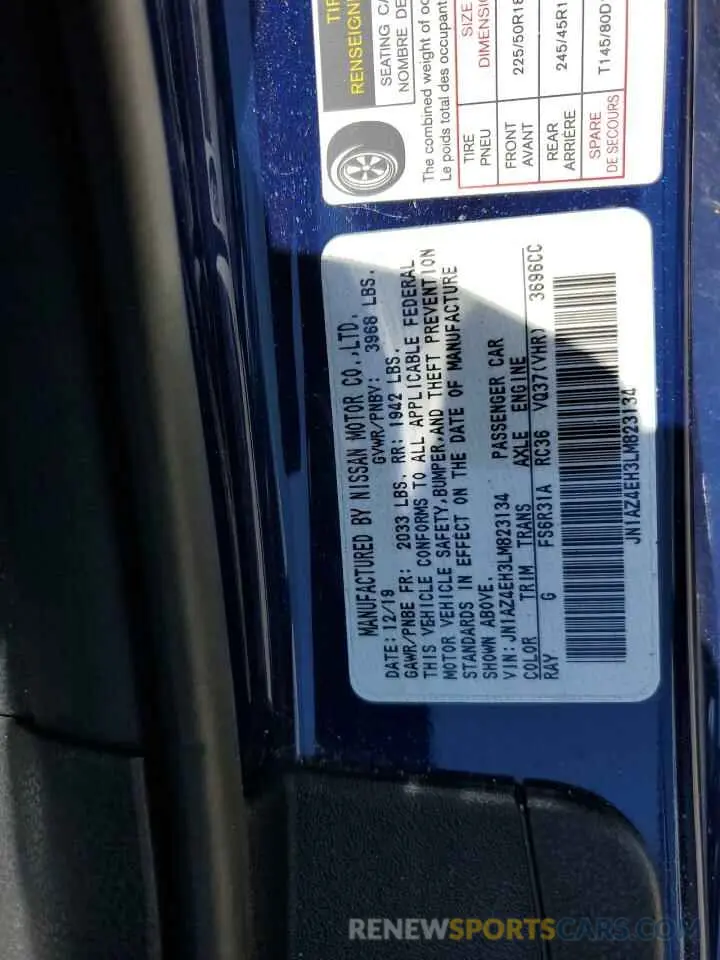 TIR
RENSEIGN
SEATING CA
NOMBRE DE
The combined weight of oc
Le poids total des occupant
TIRE SIZE
PNEU DIMENSIO
FRONT 225/50R18
AVANT
REAR 245/45R1
ARRIÈRE
SPARE T145/80D1
DE SECOURS
MANUFACTURED BY NISSAN MOTOR CO.,LTD.
DATE: 12/19 GVWR/PNBV: 3968 LBS.
GAWR/PNBE FR: 2033 LBS. RR: 1942 LBS.
THIS VEHICLE CONFORMS TO ALL APPLICABLE FEDERAL
MOTOR VEHICLE SAFETY,BUMPER,AND THEFT PREVENTION
STANDARDS IN EFFECT ON THE DATE OF MANUFACTURE
SHOWN ABOVE.
VIN: JN1AZ4EH3LM823134 PASSENGER CAR
COLOR TRIM TRANS AXLE ENGINE
RAY G FS6R31A RC36 VQ37(VHR) 3696CC
JN1AZ4EH3LM823134
RENEWSPORTSCARS.COM